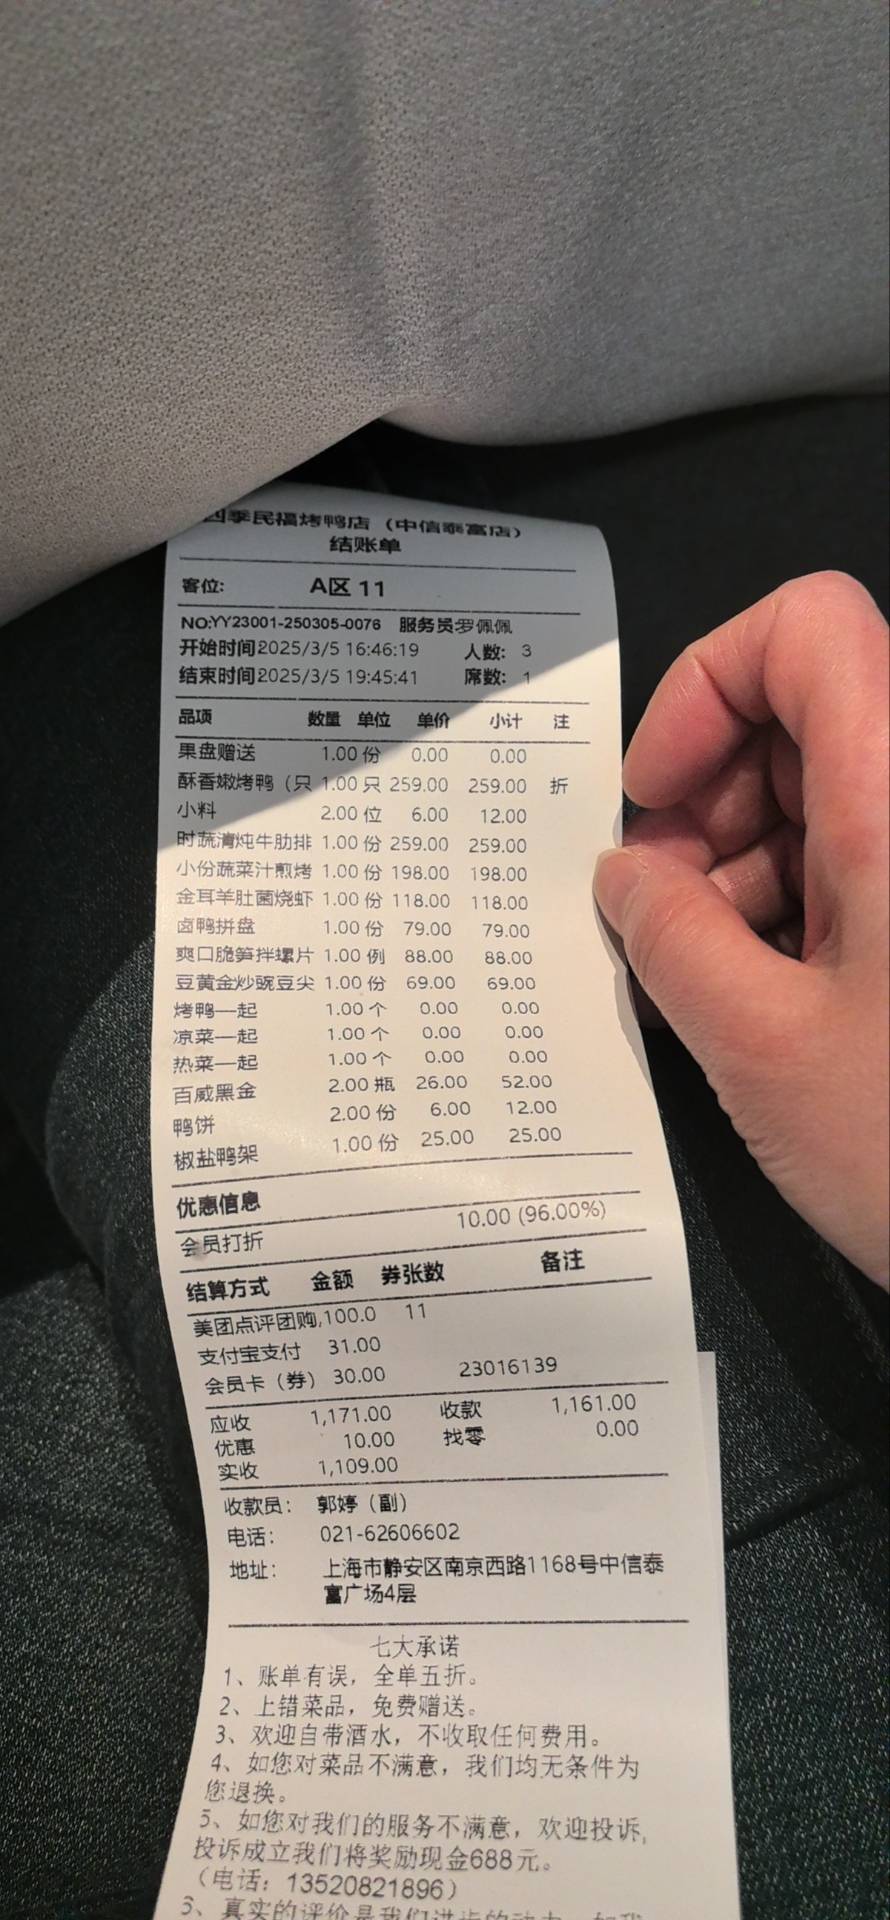 四季民福烤鸭店（中信泰富店）
结账单
客位： A区 11
NO:YY23001-250305-0076 服务员:罗佩佩
开始时间2025/3/5 16:46:19 人数： 3
结束时间2025/3/5 19:45:41 席数： 1
品项 数量 单位 单价 小计 注
果盘赠送 1.00 份 0.00 0.00
酥香嫩烤鸭（只 1.00 只 259.00 259.00 折
小料 2.00 位 6.00 12.00
时蔬清炖牛肋排 1.00 份 259.00 259.00
小份蔬菜汁煎烤 1.00 份 198.00 198.00
金耳羊肚菌烧虾 1.00 份 118.00 118.00
卤鸭拼盘 1.00 份 79.00 79.00
爽口脆笋拌螺片 1.00 例 88.00 88.00
豆黄金炒豌豆尖 1.00 份 69.00 69.00
烤鸭—起 1.00 个 0.00 0.00
凉菜—起 1.00 个 0.00 0.00
热菜—起 1.00 个 0.00 0.00
百威黑金 2.00 瓶 26.00 52.00
鸭饼 2.00 份 6.00 12.00
椒盐鸭架 1.00 份 25.00 25.00
优惠信息
会员打折 10.00 (96.00%)
结算方式 金额 券张数 备注
美团点评团购,100.0 11
支付宝支付 31.00
会员卡（券） 30.00 23016139
应收 1,171.00 收款 1,161.00
优惠 10.00 找零 0.00
实收 1,109.00
收款员： 郭婷（副）
电话： 021-62606602
地址： 上海市静安区南京西路1168号中信泰
富广场4层
七大承诺
1、账单有误，全单五折。
2、上错菜品，免费赠送。
3、欢迎自带酒水，不收取任何费用。
4、如您对菜品不满意，我们均无条件为
您退换。
5、如您对我们的服务不满意，欢迎投诉,
投诉成立我们将奖励现金688元。
（电话：13520821896）
、真实的评价是我们进步的动力，如我